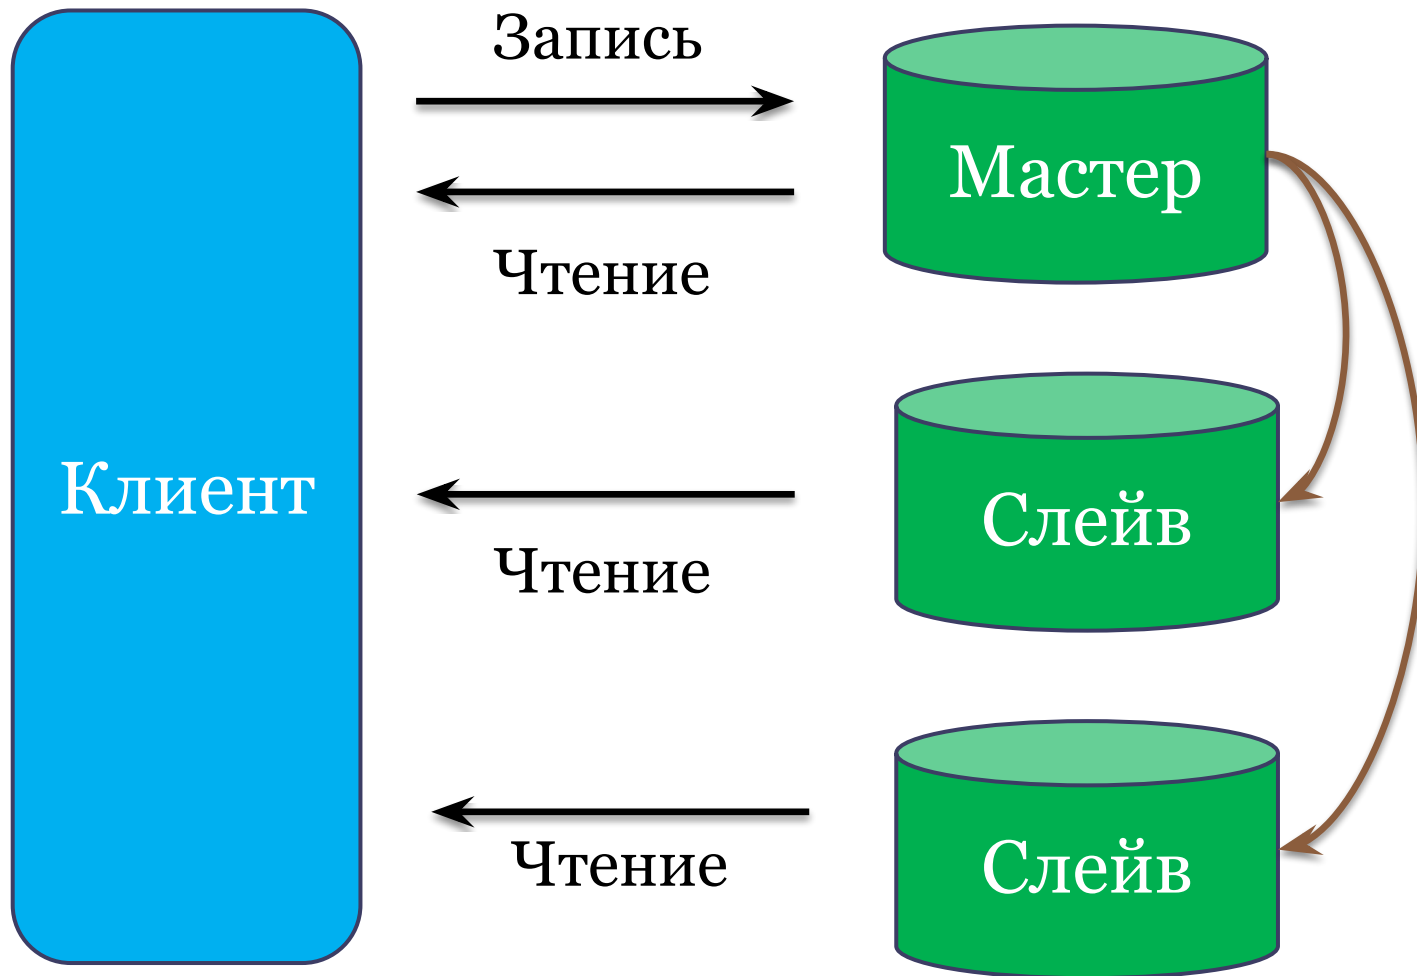 Запись
Мастер
Чтение
Клиент
Слейв
Чтение
Слейв
Чтение